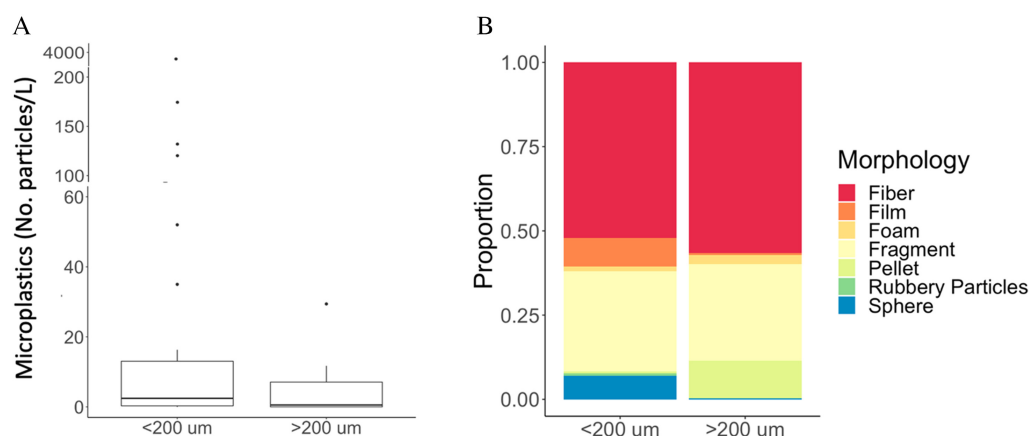 A
Microplastics (No. particles/L)
4000
200
150
100
60
40
20
0
<200 um
>200 um
B
Proportion
1.00
0.75
0.50
0.25
0.00
<200 um
>200 um
Morphology
Fiber
Film
Foam
Fragment
Pellet
Rubbery Particles
Sphere